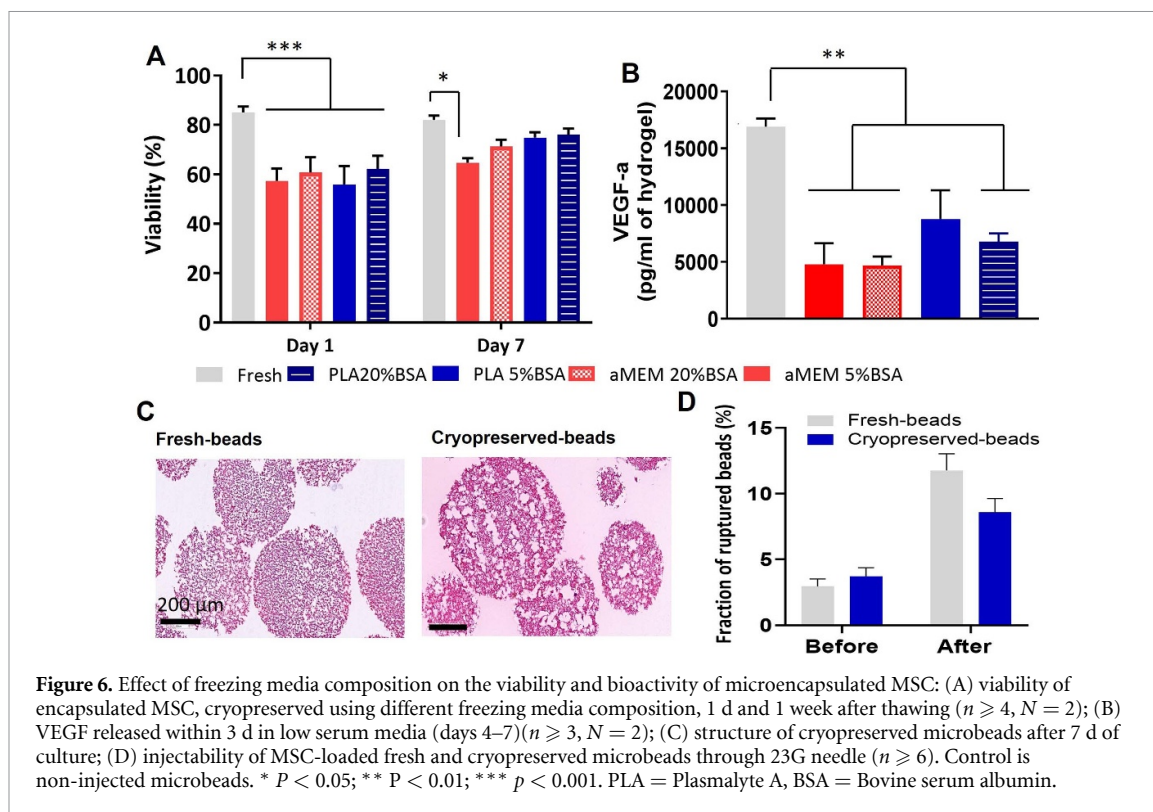 A
***
*
Viability (%)
100
80
60
40
20
0
Day 1
Day 7
B
**
VEGF-a
(pg/ml of hydrogel)
20000
15000
10000
5000
0
Fresh PLA20%BSA PLA 5%BSA aMEM 20%BSA aMEM 5%BSA
C
Fresh-beads
Cryopreserved-beads
200 µm
D
Fraction of ruptured beads (%)
15
10
5
0
Fresh-beads
Cryopreserved-beads
Before
After
Figure 6. Effect of freezing media composition on the viability and bioactivity of microencapsulated MSC: (A) viability of
encapsulated MSC, cryopreserved using different freezing media composition, 1 d and 1 week after thawing (n ⩾ 4, N = 2); (B)
VEGF released within 3 d in low serum media (days 4–7)(n ⩾ 3, N = 2); (C) structure of cryopreserved microbeads after 7 d of
culture; (D) injectability of MSC-loaded fresh and cryopreserved microbeads through 23G needle (n ⩾ 6). Control is
non-injected microbeads. * P < 0.05; ** P < 0.01; *** p < 0.001. PLA = Plasmalyte A, BSA = Bovine serum albumin.